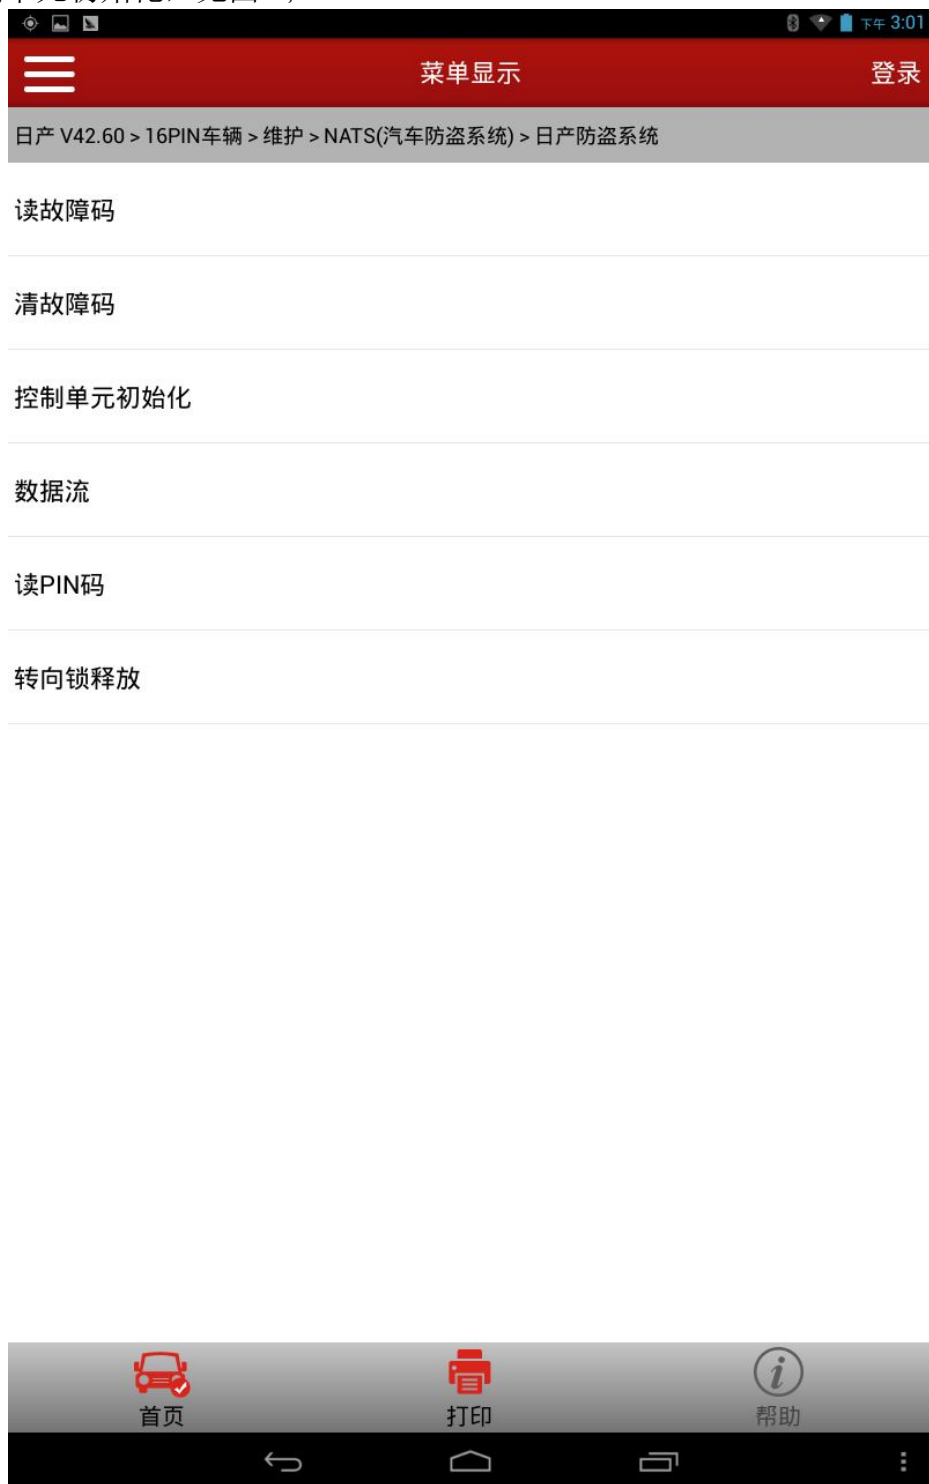 下午 3:01
菜单显示
登录
日产 V42.60 > 16PIN车辆 > 维护 > NATS(汽车防盗系统) > 日产防盗系统
读故障码
清故障码
控制单元初始化
数据流
读PIN码
转向锁释放
首页
打印
帮助